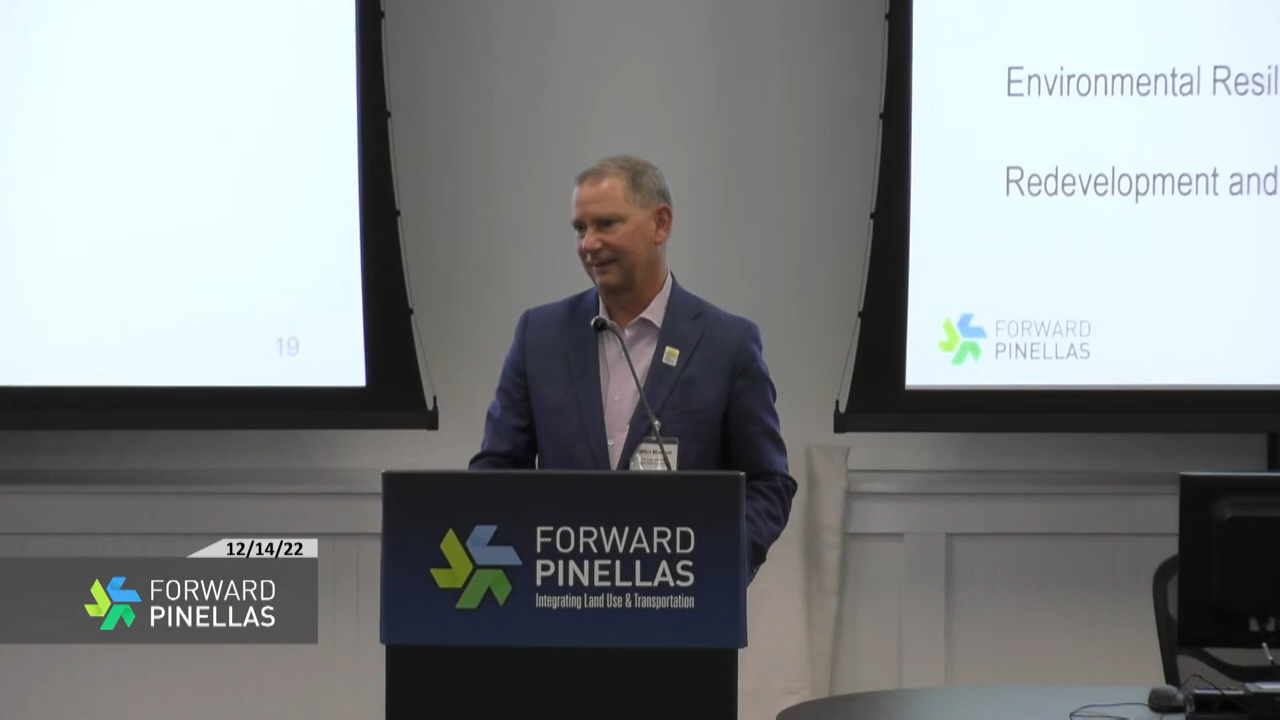 Environmental Resil
Redevelopment and
19
FORWARD
PINELLAS
FORWARD
PINELLAS
Integrating Land Use & Transportation
12/14/22
FORWARD
PINELLAS